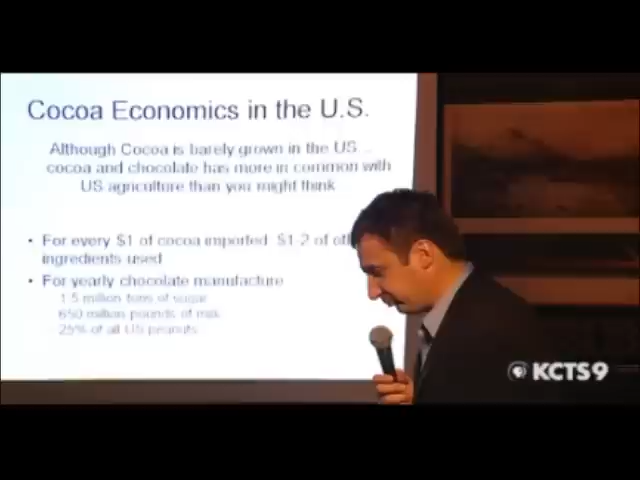 Cocoa Economics in the U.S.
Although Cocoa is barely grown in the US...
cocoa and chocolate has more in common with
US agriculture than you might think
• For every $1 of cocoa imported $1-2 of
ingredients used
• For yearly chocolate manufacture
1.5 million tons of sugar
650 million pounds of milk
25% of all US peanuts
KCTS9